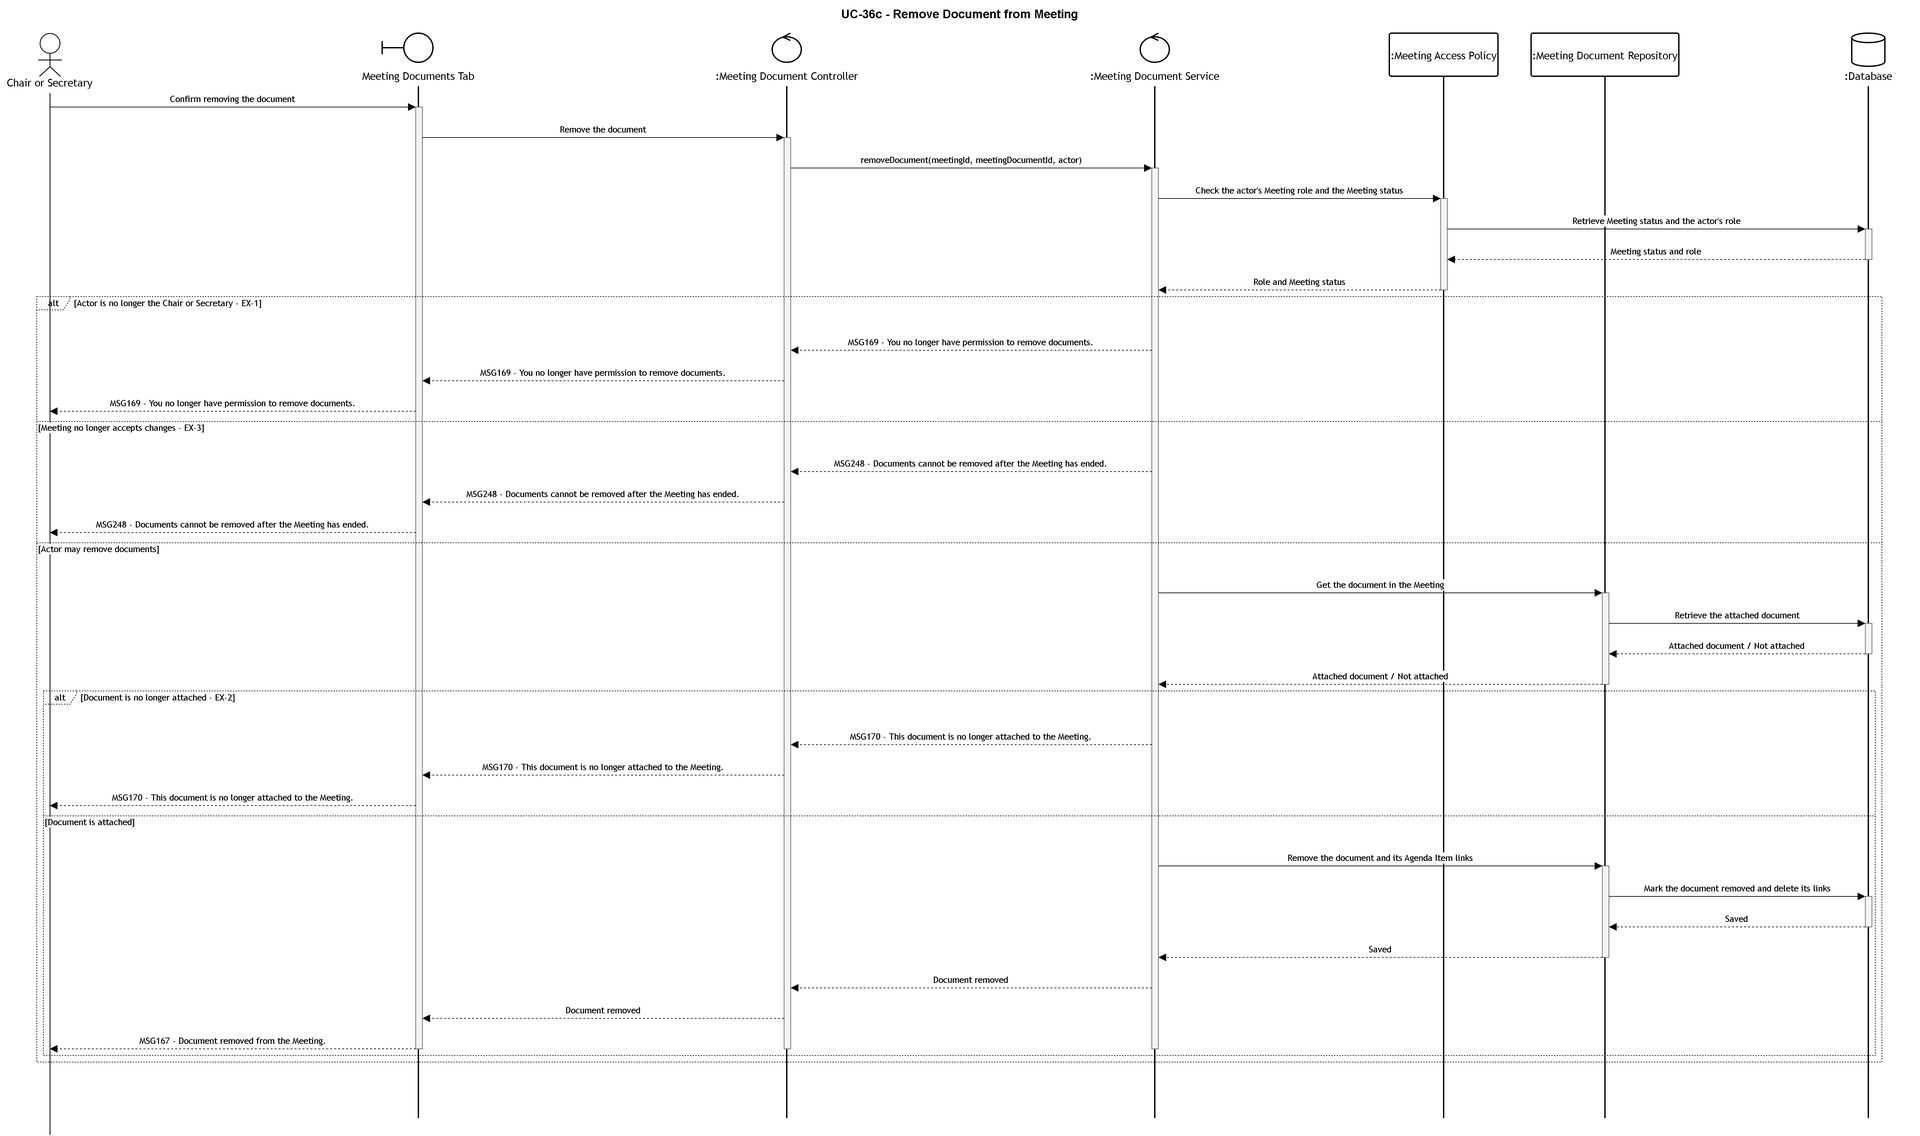 UC-36c - Remove Document from Meeting
Chair or Secretary
Meeting Documents Tab
:Meeting Document Controller
:Meeting Document Service
:Meeting Access Policy
:Meeting Document Repository
:Database
Confirm removing the document
Remove the document
removeDocument(meetingId, meetingDocumentId, actor)
Check the actor's Meeting role and the Meeting status
Retrieve Meeting status and the actor's role
Meeting status and role
Role and Meeting status
alt [Actor is no longer the Chair or Secretary - EX-1]
MSG169 - You no longer have permission to remove documents.
MSG169 - You no longer have permission to remove documents.
MSG169 - You no longer have permission to remove documents.
[Meeting no longer accepts changes - EX-3]
MSG248 - Documents cannot be removed after the Meeting has ended.
MSG248 - Documents cannot be removed after the Meeting has ended.
MSG248 - Documents cannot be removed after the Meeting has ended.
[Actor may remove documents]
Get the document in the Meeting
Retrieve the attached document
Attached document / Not attached
Attached document / Not attached
alt [Document is no longer attached - EX-2]
MSG170 - This document is no longer attached to the Meeting.
MSG170 - This document is no longer attached to the Meeting.
MSG170 - This document is no longer attached to the Meeting.
[Document is attached]
Remove the document and its Agenda Item links
Mark the document removed and delete its links
Saved
Saved
Document removed
Document removed
MSG167 - Document removed from the Meeting.